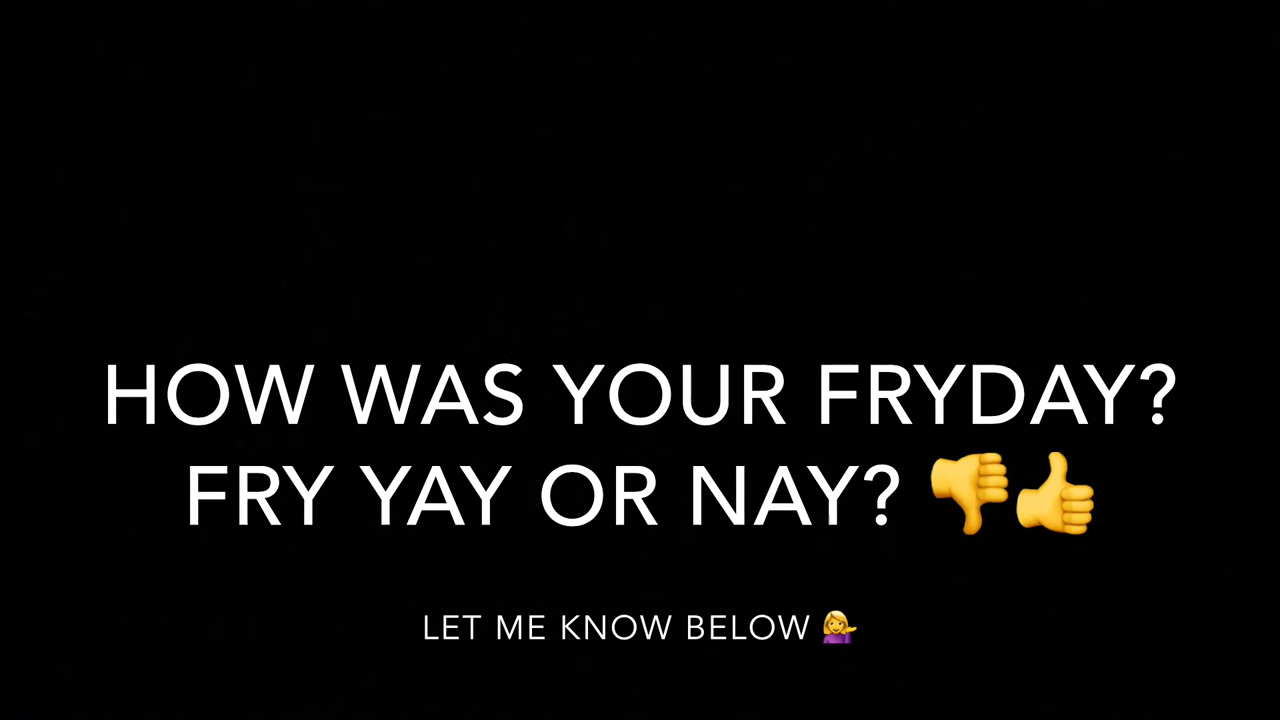 HOW WAS YOUR FRYDAY?
FRY YAY OR NAY? 👎👍
LET ME KNOW BELOW 💁‍♀️